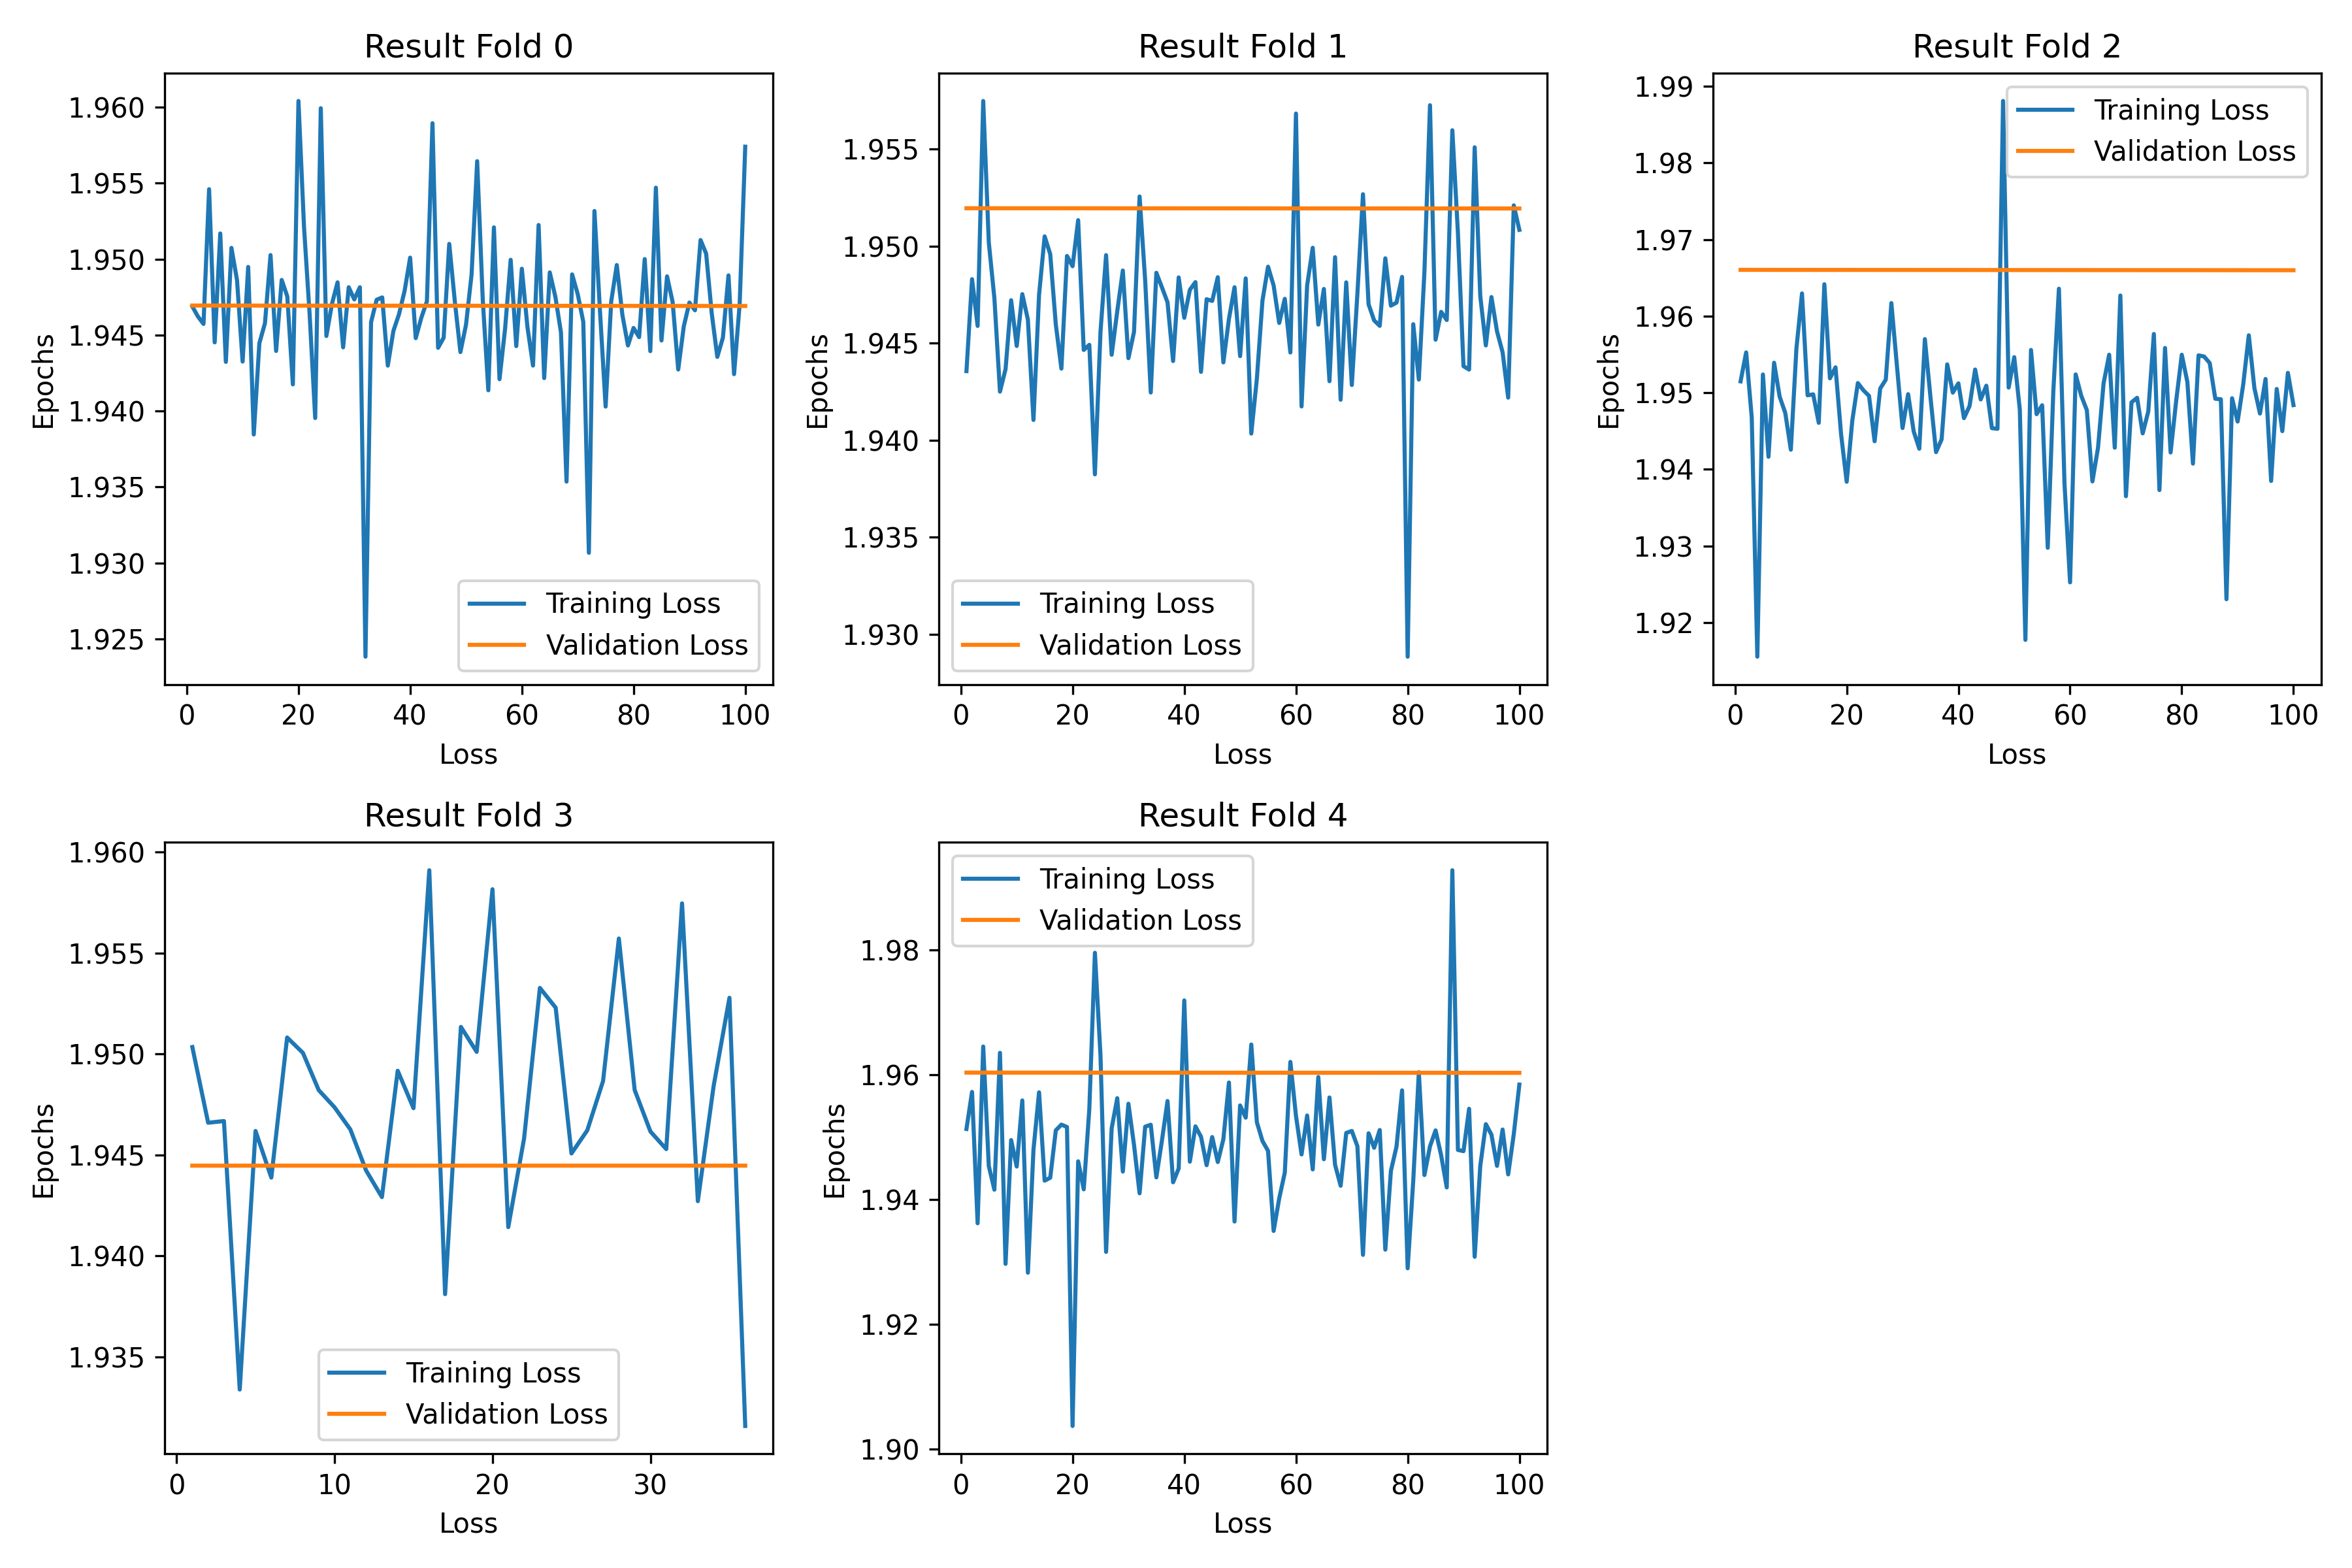 Result Fold 0
1.960
1.955
1.950
1.945
1.940
1.935
1.930
1.925
Epochs
Training Loss
Validation Loss
0 20 40 60 80 100
Loss
Result Fold 1
1.955
1.950
1.945
1.940
1.935
1.930
Epochs
Training Loss
Validation Loss
0 20 40 60 80 100
Loss
Result Fold 2
1.99
1.98
1.97
1.96
1.95
1.94
1.93
1.92
Epochs
Training Loss
Validation Loss
0 20 40 60 80 100
Loss
Result Fold 3
1.960
1.955
1.950
1.945
1.940
1.935
Epochs
Training Loss
Validation Loss
0 10 20 30
Loss
Result Fold 4
Training Loss
Validation Loss
1.98
1.96
1.94
1.92
1.90
Epochs
0 20 40 60 80 100
Loss